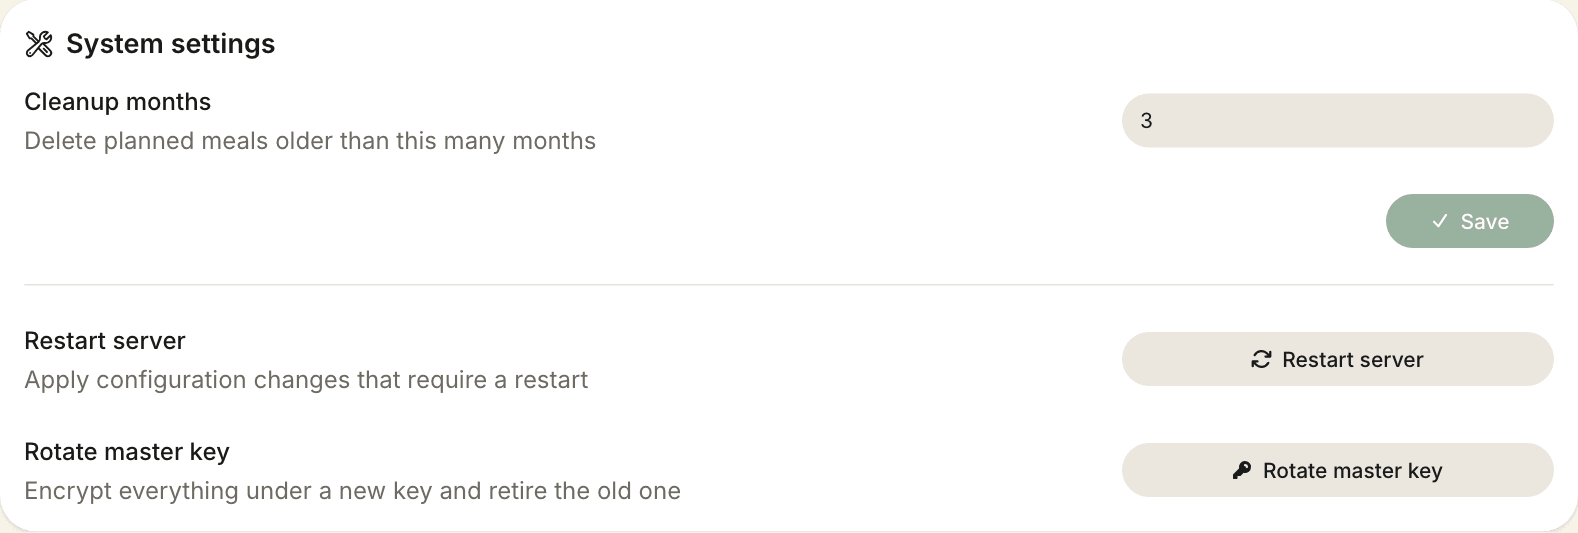 System settings
Cleanup months
Delete planned meals older than this many months
3
Save
Restart server
Apply configuration changes that require a restart
Restart server
Rotate master key
Encrypt everything under a new key and retire the old one
Rotate master key